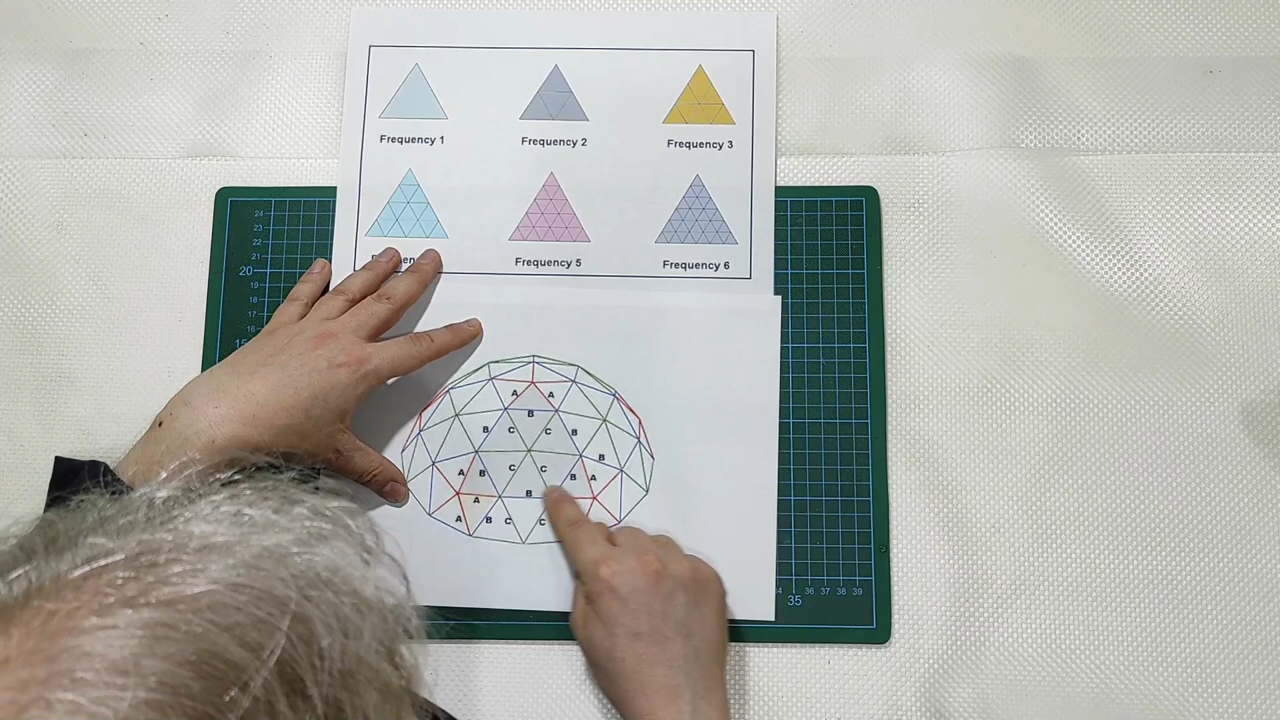 Frequency 1
Frequency 2
Frequency 3
Frequency 5
Frequency 6
24
23
22
21
20
19
18
17
16
A A
B
B C C B
B
A B C C B A
B
A
A B C C
35 36 37 38 39